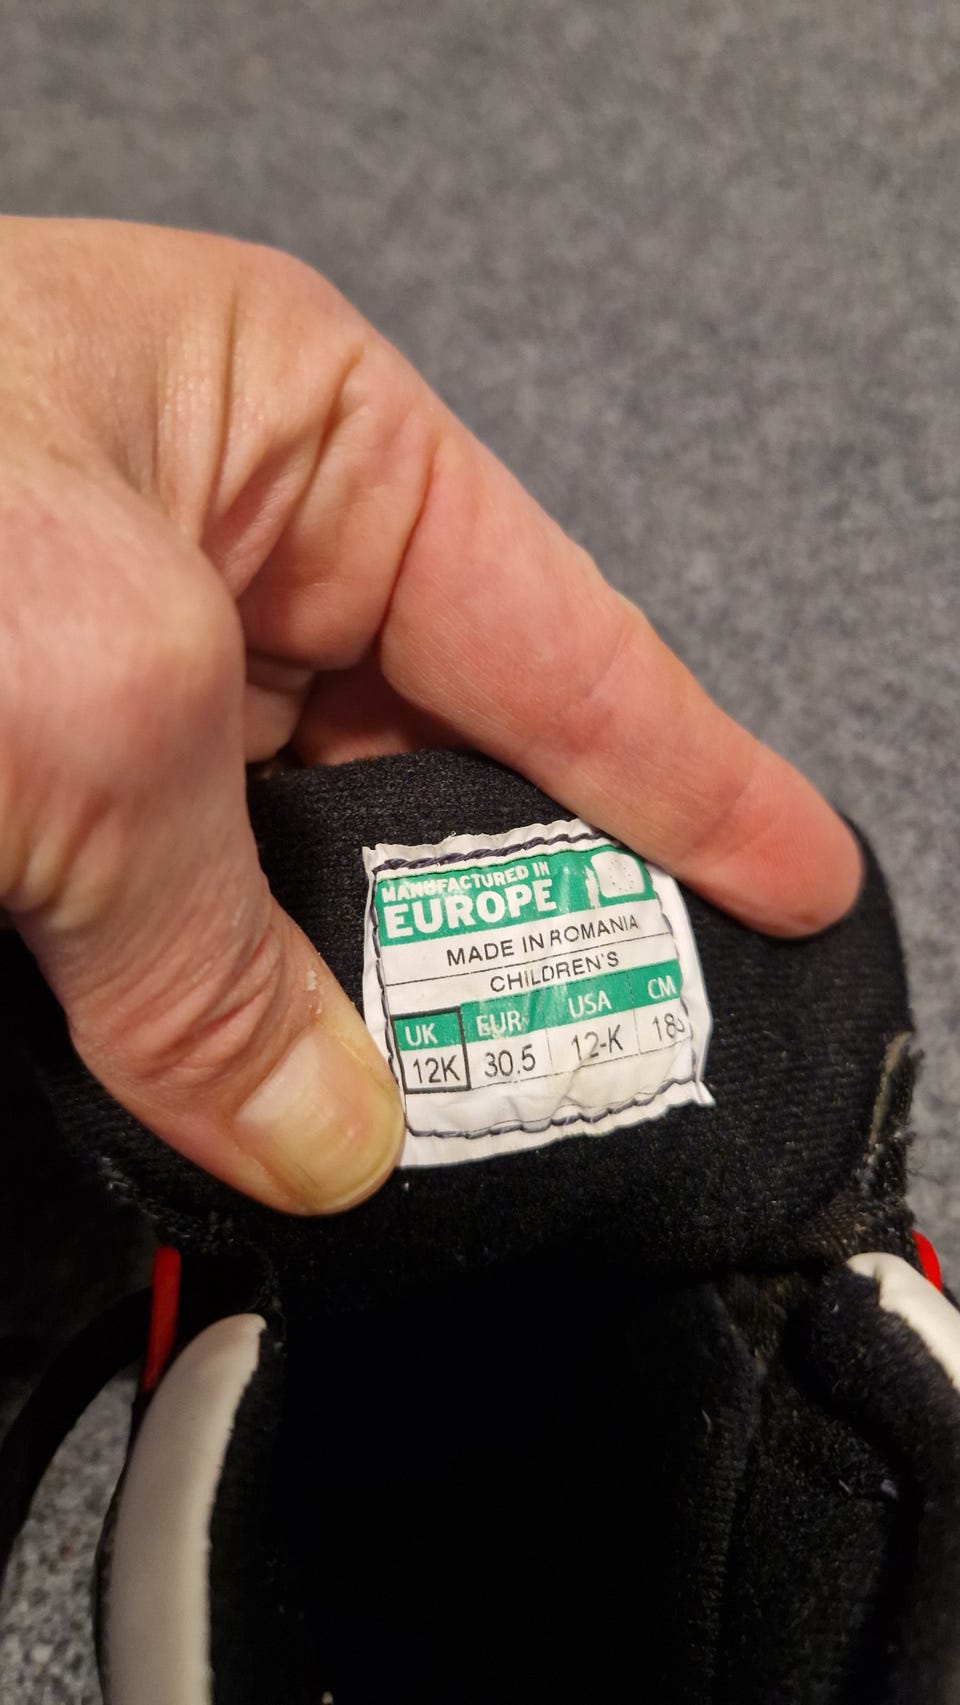 MANUFACTURED IN
EUROPE
MADE IN ROMANIA
CHILDREN'S
UK EUR USA CM
12K 30.5 12-K